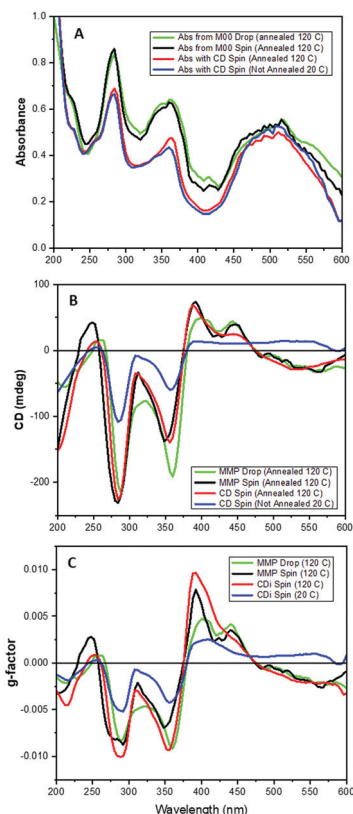 A
Abs from M00 Drop (annealed 120 C)
Abs from M00 Spin (Annealed 120 C)
Abs with CD Spin (Annealed 120 C)
Abs with CD Spin (Not Annealed 20 C)
Absorbance
1.0
0.8
0.6
0.4
0.2
0.0
200 250 300 350 400 450 500 550 600
B
CD (mdeg)
100
0
-100
-200
MMP Drop (Annealed 120 C)
MMP Spin (Annealed 120 C)
CD Spin (Annealed 120 C)
CD Spin (Not Annealed 20 C)
200 250 300 350 400 450 500 550 600
C
MMP Drop (120 C)
MMP Spin (120 C)
CDi Spin (120 C)
CDi Spin (20 C)
g-factor
0.010
0.005
0.000
-0.005
-0.010
200 250 300 350 400 450 500 550 600
Wavelength (nm)